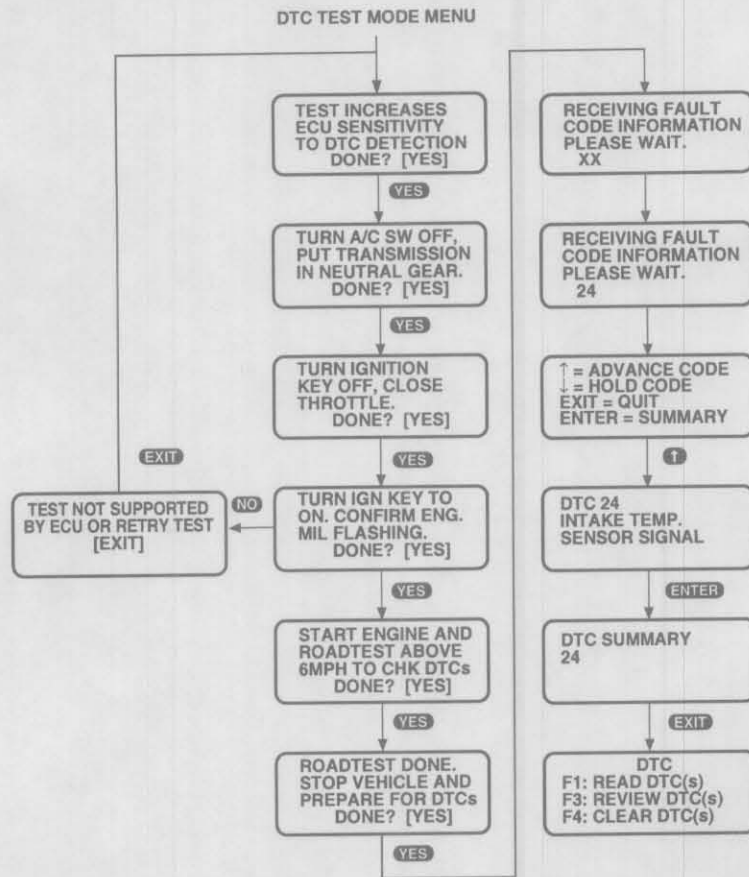 DTC TEST MODE MENU
TEST INCREASES
ECU SENSITIVITY
TO DTC DETECTION
DONE? [YES]
YES
TURN A/C SW OFF,
PUT TRANSMISSION
IN NEUTRAL GEAR.
DONE? [YES]
YES
TURN IGNITION
KEY OFF, CLOSE
THROTTLE.
DONE? [YES]
YES
TURN IGN KEY TO
ON. CONFIRM ENG.
MIL FLASHING.
DONE? [YES]
NO
TEST NOT SUPPORTED
BY ECU OR RETRY TEST
[EXIT]
EXIT
YES
START ENGINE AND
ROADTEST ABOVE
6MPH TO CHK DTCs
DONE? [YES]
YES
ROADTEST DONE.
STOP VEHICLE AND
PREPARE FOR DTCs
DONE? [YES]
YES
RECEIVING FAULT
CODE INFORMATION
PLEASE WAIT.
XX
RECEIVING FAULT
CODE INFORMATION
PLEASE WAIT.
24
↑ = ADVANCE CODE
↓ = HOLD CODE
EXIT = QUIT
ENTER = SUMMARY
↑
DTC 24
INTAKE TEMP.
SENSOR SIGNAL
ENTER
DTC SUMMARY
24
EXIT
DTC
F1: READ DTC(s)
F3: REVIEW DTC(s)
F4: CLEAR DTC(s)